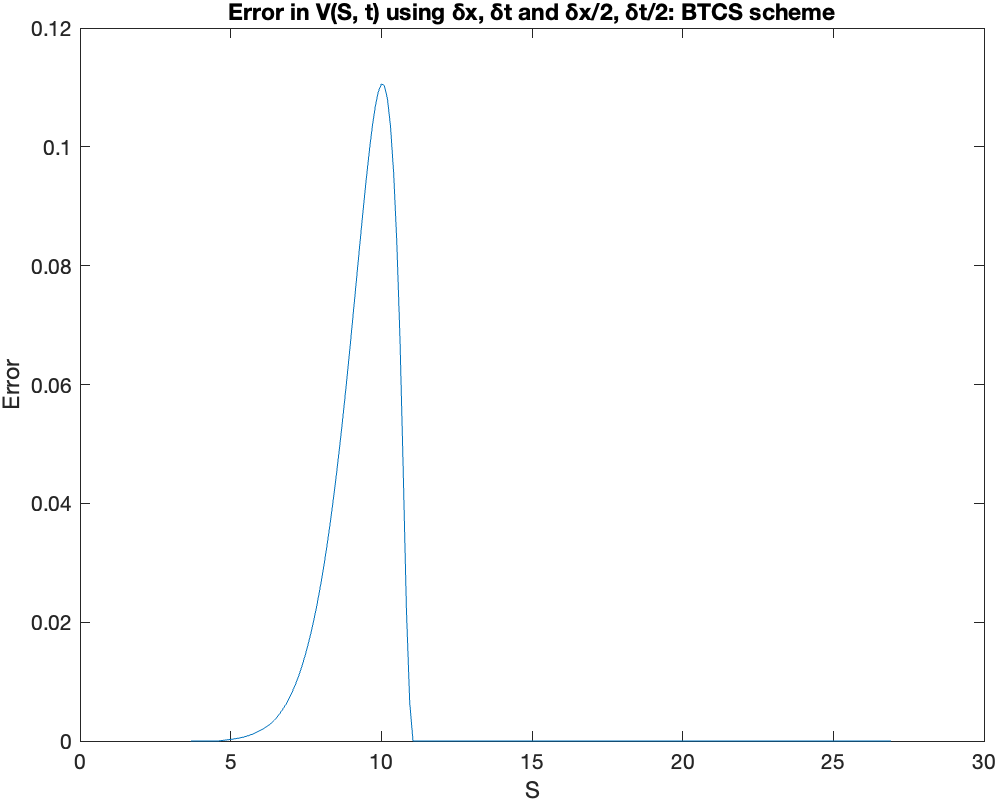 Error in V(S, t) using δx, δt and δx/2, δt/2: BTCS scheme
0.12
0.1
0.08
0.06
0.04
0.02
0
Error
0 5 10 15 20 25 30
S